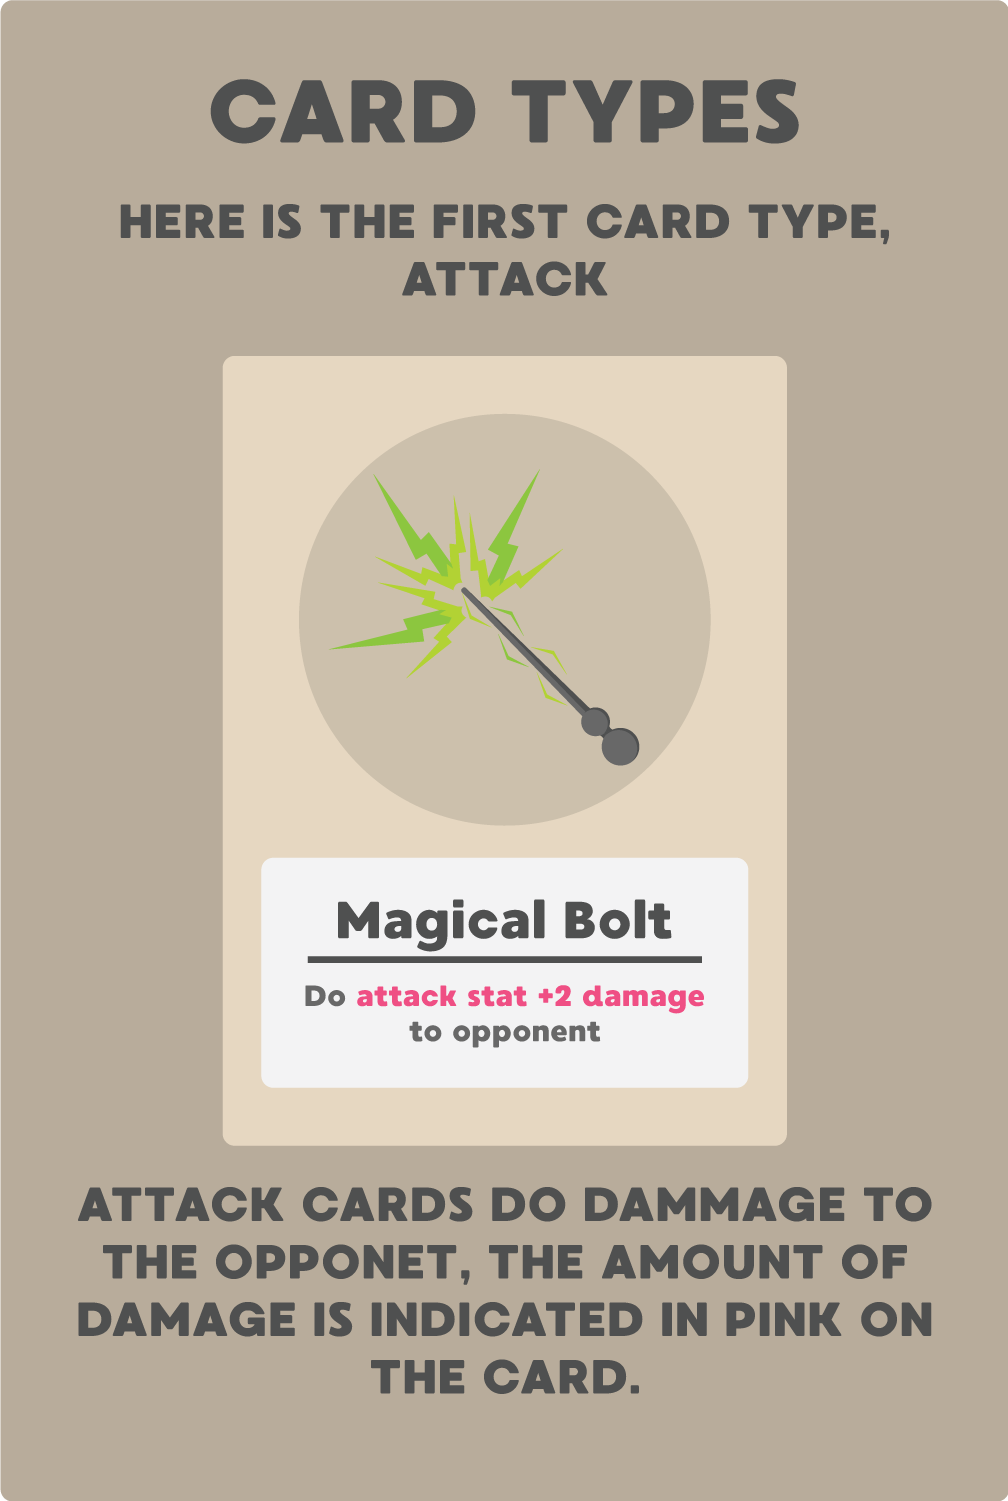 CARD TYPES
HERE IS THE FIRST CARD TYPE,
ATTACK
Magical Bolt
Do attack stat +2 damage
to opponent
ATTACK CARDS DO DAMMAGE TO
THE OPPONET, THE AMOUNT OF
DAMAGE IS INDICATED IN PINK ON
THE CARD.